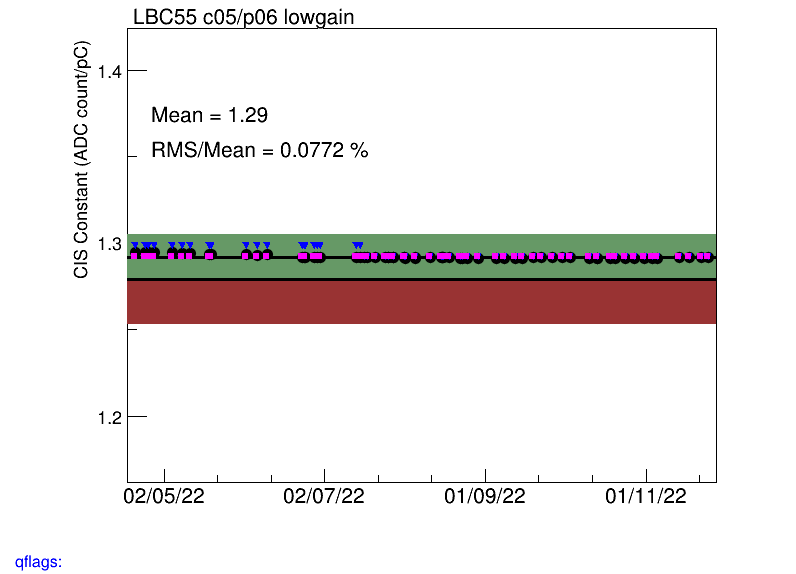 LBC55 c05/p06 lowgain
CIS Constant (ADC count/pC)
1.4
Mean = 1.29
RMS/Mean = 0.0772 %
1.3
1.2
02/05/22 02/07/22 01/09/22 01/11/22
qflags: